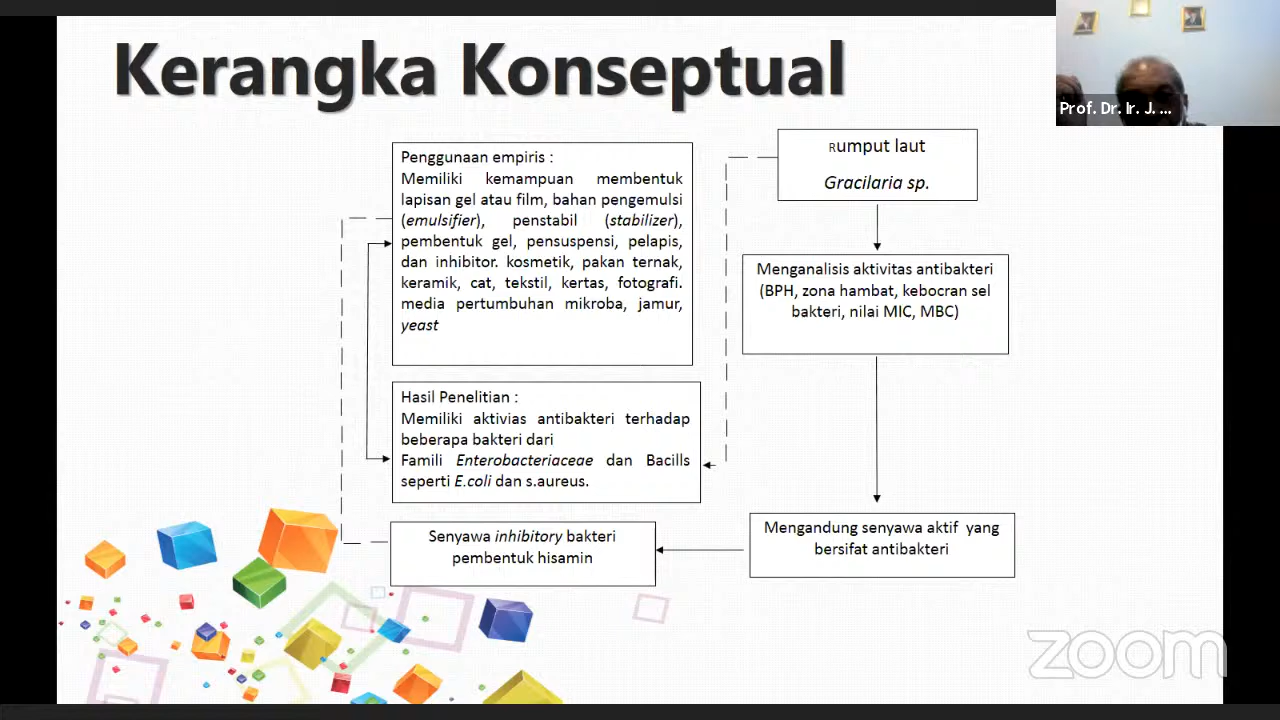 Kerangka Konseptual
Prof. Dr. Ir. J. ...
Penggunaan empiris :
Memiliki kemampuan membentuk
lapisan gel atau film, bahan pengemulsi
(emulsifier), penstabil (stabilizer),
pembentuk gel, pensuspensi, pelapis,
dan inhibitor. kosmetik, pakan ternak,
keramik, cat, tekstil, kertas, fotografi.
media pertumbuhan mikroba, jamur,
yeast
Rumput laut
Gracilaria sp.
Menganalisis aktivitas antibakteri
(BPH, zona hambat, kebocran sel
bakteri, nilai MIC, MBC)
Hasil Penelitian :
Memiliki aktivias antibakteri terhadap
beberapa bakteri dari
Famili Enterobacteriaceae dan Bacills
seperti E.coli dan s.aureus.
Senyawa inhibitory bakteri
pembentuk hisamin
Mengandung senyawa aktif yang
bersifat antibakteri
zoom